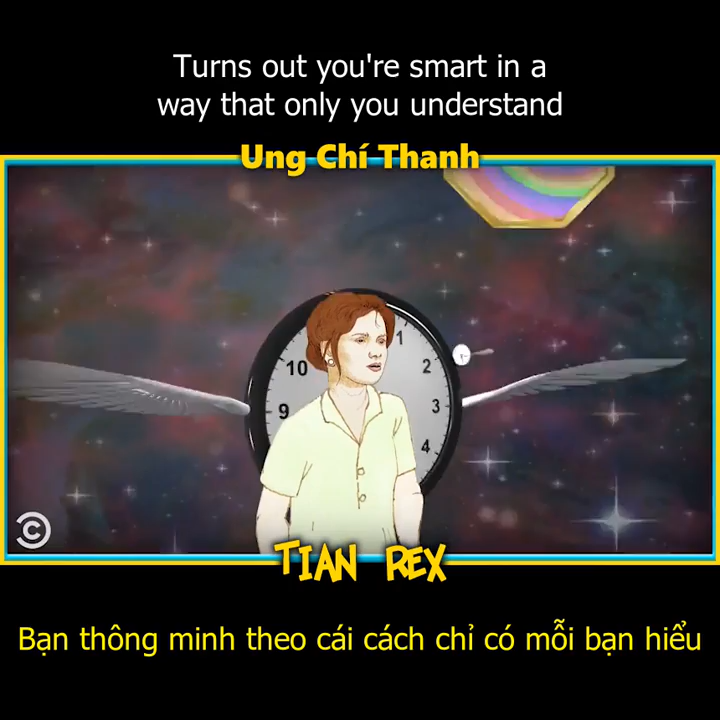 Turns out you're smart in a
way that only you understand
Ung Chí Thanh
1
10
2
9
3
4
TIAN REX
Bạn thông minh theo cái cách chỉ có mỗi bạn hiểu